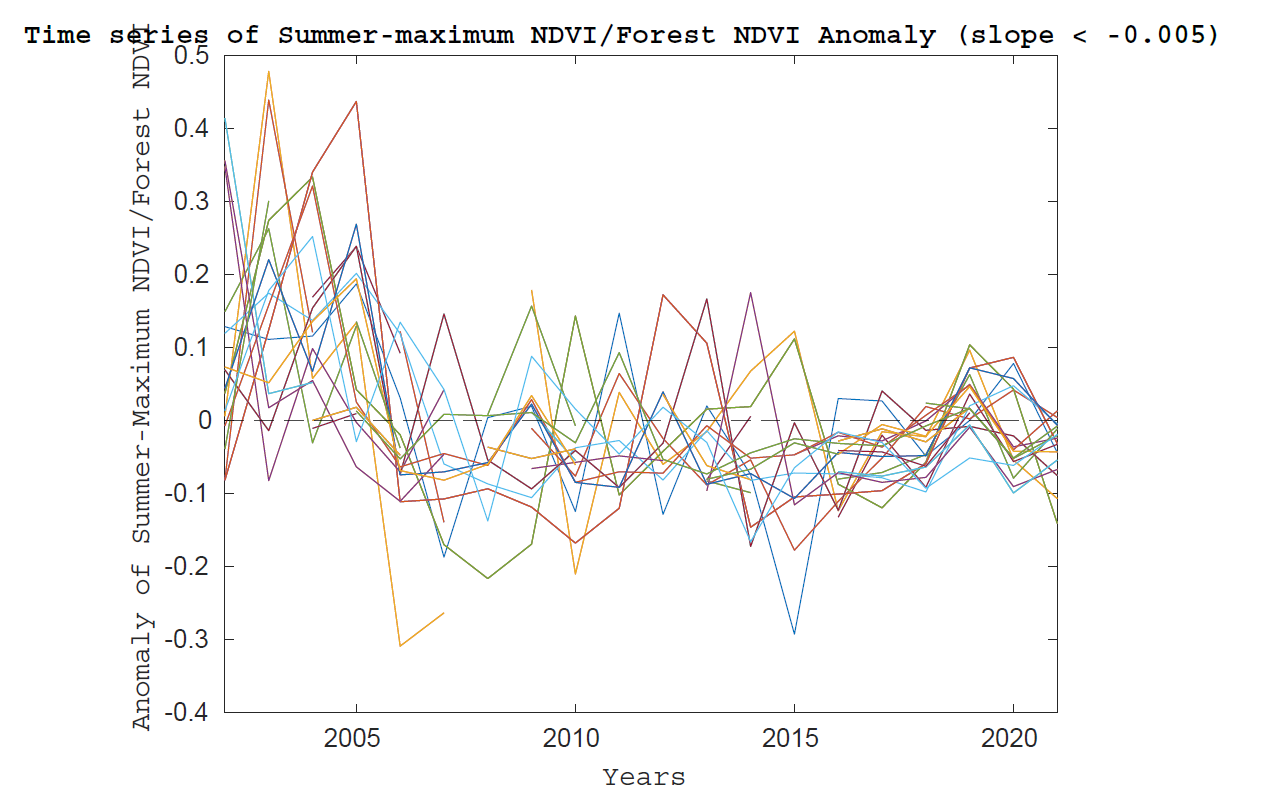 Time series of Summer-maximum NDVI/Forest NDVI Anomaly (slope < -0.005)
Anomaly of Summer-Maximum NDVI/Forest NDVI
0.5
0.4
0.3
0.2
0.1
0
-0.1
-0.2
-0.3
-0.4
2005 2010 2015 2020
Years